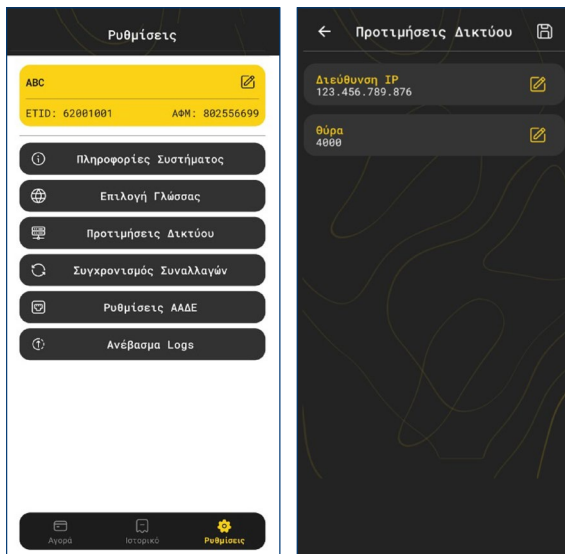 Ρυθμίσεις
ABC
ETID: 62001001 ΑΦΜ: 802556699
Πληροφορίες Συστήματος
Επιλογή Γλώσσας
Προτιμήσεις Δικτύου
Συγχρονισμός Συναλλαγών
Ρυθμίσεις ΑΑΔΕ
Ανέβασμα Logs
Αγορά Ιστορικό Ρυθμίσεις
Προτιμήσεις Δικτύου
Διεύθυνση IP
123.456.789.876
Θύρα
4000